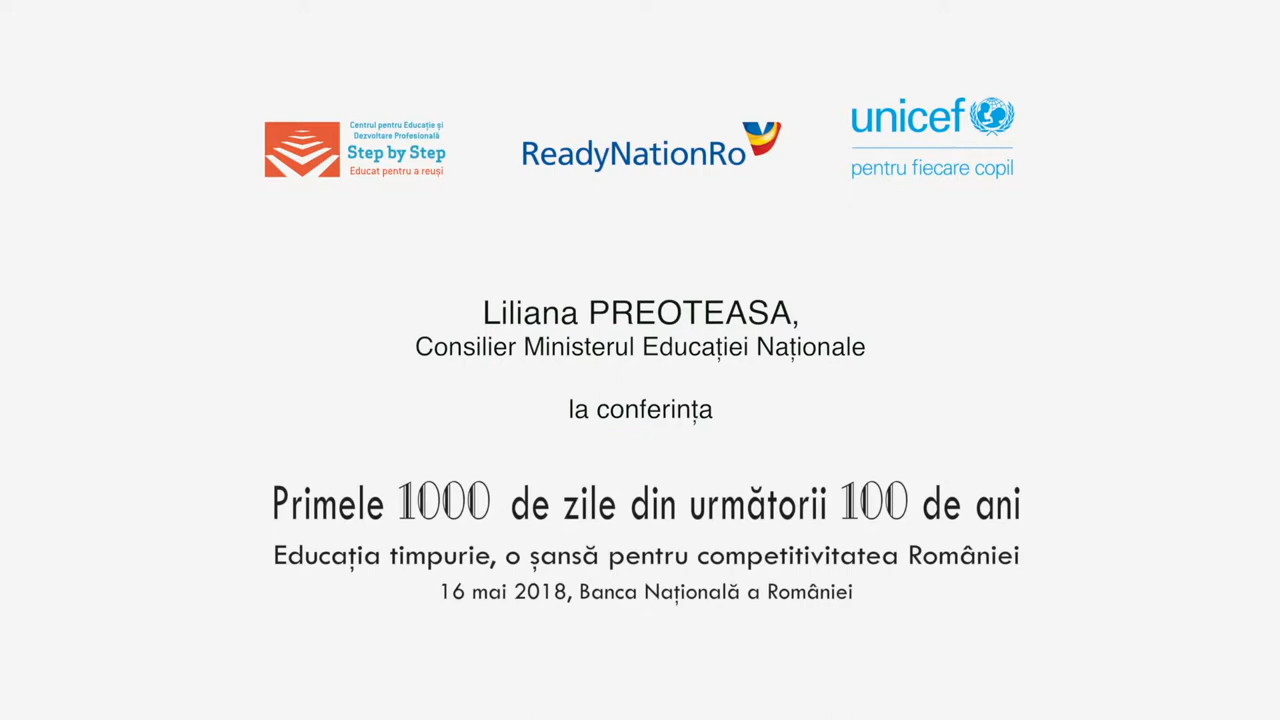 Centrul pentru Educație și
Dezvoltare Profesională
Step by Step
Educat pentru a reuși
ReadyNationRo
unicef
pentru fiecare copil
Liliana PREOTEASA,
Consilier Ministerul Educației Naționale
la conferința
Primele 1000 de zile din următorii 100 de ani
Educația timpurie, o șansă pentru competitivitatea României
16 mai 2018, Banca Națională a României